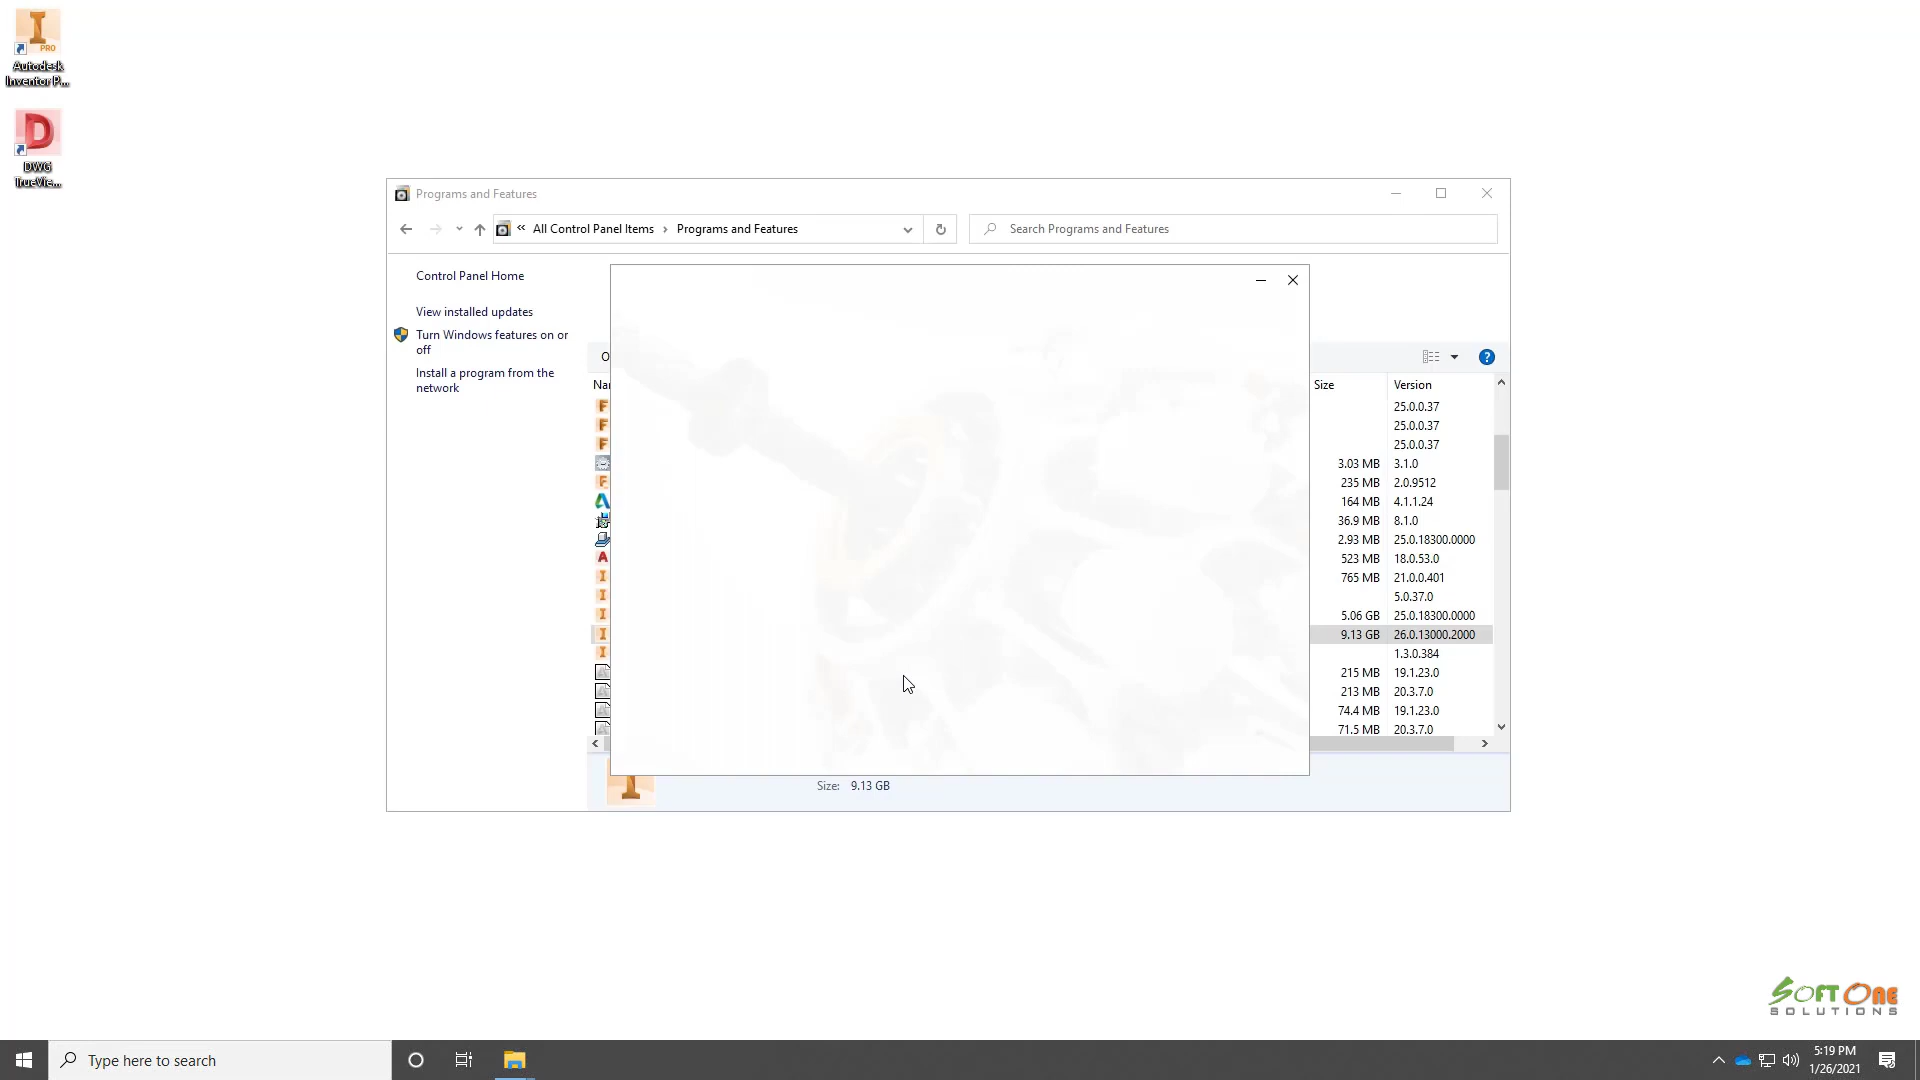 PRO
Autodesk
Inventor P...
DWG
TrueVie...
Programs and Features
« All Control Panel Items > Programs and Features
Search Programs and Features
Control Panel Home
View installed updates
Turn Windows features on or
off
Install a program from the
network
O
Nar
Size Version
25.0.0.37
25.0.0.37
25.0.0.37
3.03 MB 3.1.0
235 MB 2.0.9512
164 MB 4.1.1.24
36.9 MB 8.1.0
2.93 MB 25.0.18300.0000
523 MB 18.0.53.0
765 MB 21.0.0.401
5.0.37.0
5.06 GB 25.0.18300.0000
9.13 GB 26.0.13000.2000
1.3.0.384
215 MB 19.1.23.0
213 MB 20.3.7.0
74.4 MB 19.1.23.0
71.5 MB 20.3.7.0
Size: 9.13 GB
SOFT ONE
SOLUTIONS
Type here to search
5:19 PM
1/26/2021